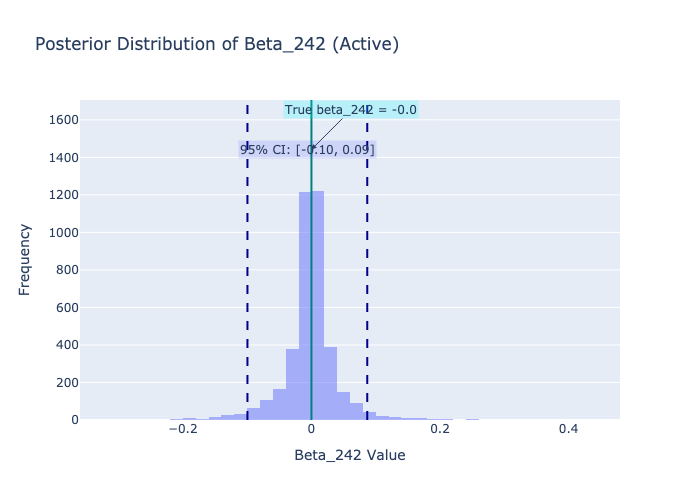 Posterior Distribution of Beta_242 (Active)
True beta_242 = -0.0
95% CI: [-0.10, 0.09]
1600
1400
1200
1000
800
600
400
200
0
Frequency
−0.2 0 0.2 0.4
Beta_242 Value